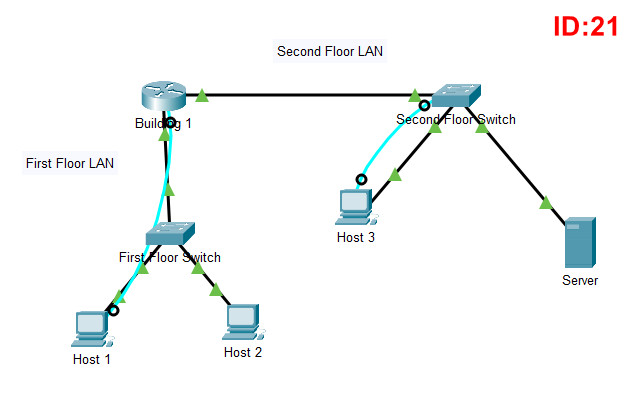 ID:21
Second Floor LAN
Building 1
Second Floor Switch
First Floor LAN
Host 3
First Floor Switch
Server
Host 1
Host 2